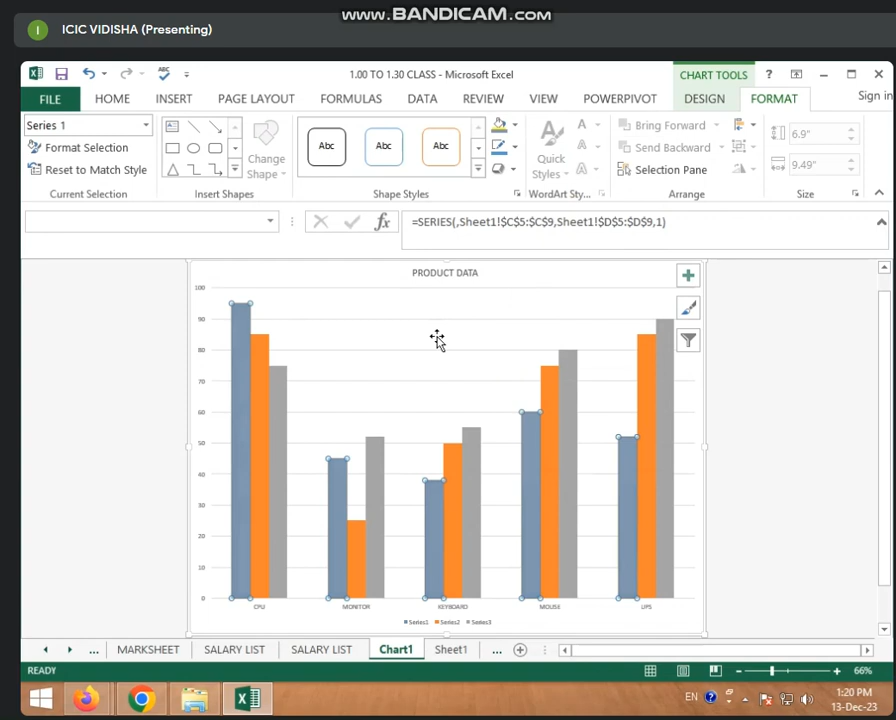 www.BANDICAM.com
I ICIC VIDISHA (Presenting)
1.00 TO 1.30 CLASS - Microsoft Excel
CHART TOOLS
?
FILE HOME INSERT PAGE LAYOUT FORMULAS DATA REVIEW VIEW POWERPIVOT DESIGN FORMAT Sign in
Series 1
Format Selection
Reset to Match Style
Current Selection
Change
Shape
Insert Shapes
Abc Abc Abc
Shape Styles
Quick
Styles
WordArt Sty...
Bring Forward
Send Backward
Selection Pane
Arrange
6.9"
9.49"
Size
fx =SERIES(,Sheet1!$C$5:$C$9,Sheet1!$D$5:$D$9,1)
PRODUCT DATA
100
90
80
70
60
50
40
30
20
10
0
CPU MONITOR KEYBOARD MOUSE UPS
Series1 Series2 Series3
... MARKSHEET SALARY LIST SALARY LIST Chart1 Sheet1 ...
READY 66%
EN 1:20 PM
13-Dec-23